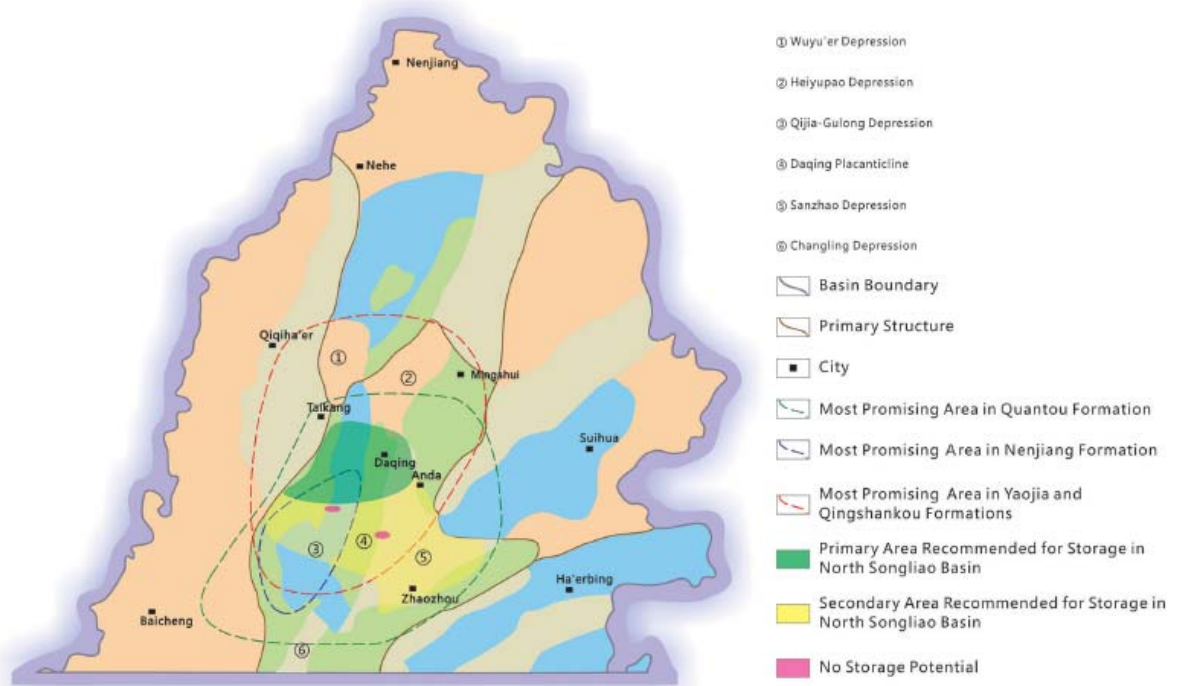 Nenjiang
Nehe
Qiqiha'er
①
②
Mingshui
Taikang
Suihua
Daqing
Anda
③
④
⑤
Ha'erbing
Zhaozhou
Baicheng
⑥
① Wuyu'er Depression
② Heiyupao Depression
③ Qijia-Gulong Depression
④ Daqing Placanticline
⑤ Sanzhao Depression
⑥ Changling Depression
Basin Boundary
Primary Structure
City
Most Promising Area in Quantou Formation
Most Promising Area in Nenjiang Formation
Most Promising Area in Yaojia and
Qingshankou Formations
Primary Area Recommended for Storage in
North Songliao Basin
Secondary Area Recommended for Storage in
North Songliao Basin
No Storage Potential